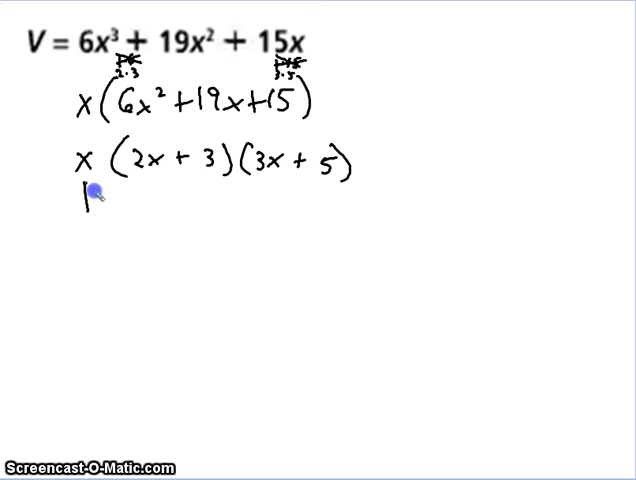 V = 6x³ + 19x² + 15x
2·3 3·5
x(6x² + 19x + 15)
x (2x + 3)(3x + 5)
Screencast-O-Matic.com